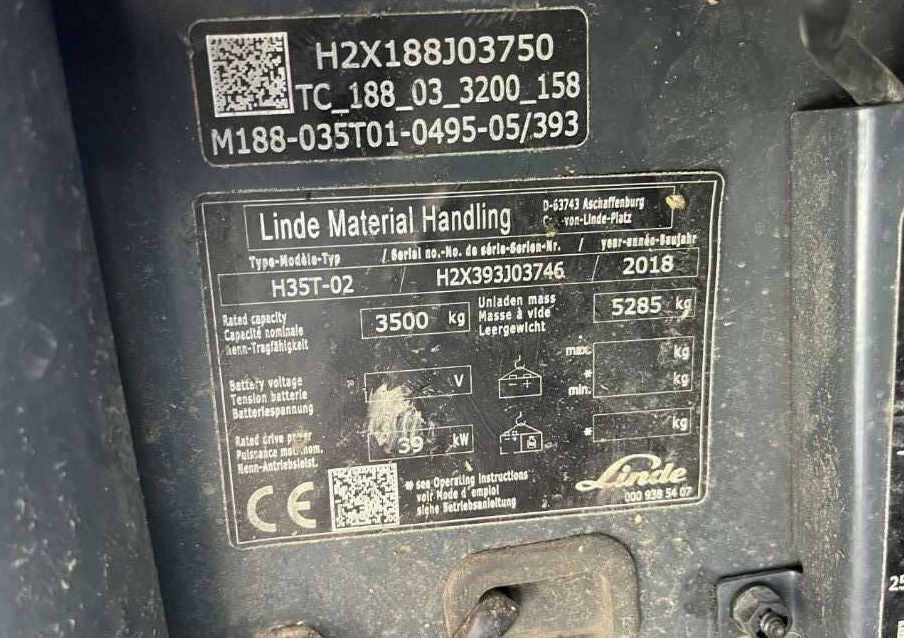 H2X188J03750
TC_188_03_3200_158
M188-035T01-0495-05/393
Linde Material Handling
D-63743 Aschaffenburg
von-Linde-Platz
Type-Modèle-Typ / Serial no.-No. de série-Serien-Nr. / year-année-Baujahr
H35T-02 / H2X393J03746 / 2018
Rated capacity
Capacité nominale
Nenn-Tragfähigkeit
3500 kg
Unladen mass
Masse à vide
Leergewicht
5285 kg
Battery voltage
Tension batterie
Batteriespannung
V
max. kg
*
min. kg
Rated drive
Puissance mot. nom.
Nenn-Antriebsleist.
39 kW
* kg
CE
* see Operating Instructions
voir Mode d'emploi
siehe Betriebsanleitung
Linde
000 938 54 07
25